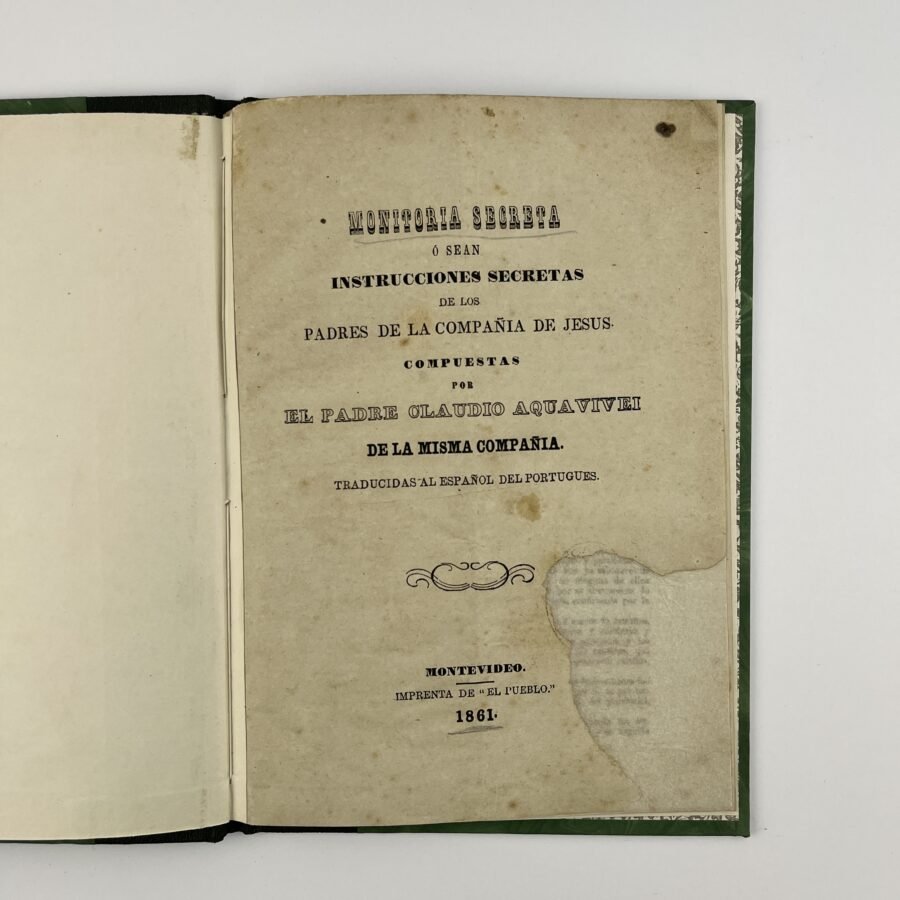 MONITORIA SECRETA
Ó SEAN
INSTRUCCIONES SECRETAS
DE LOS
PADRES DE LA COMPAÑIA DE JESUS.
COMPUESTAS
POR
EL PADRE CLAUDIO AQUAVIVEI
DE LA MISMA COMPAÑIA.
TRADUCIDAS AL ESPAÑOL DEL PORTUGUES.
MONTEVIDEO.
IMPRENTA DE "EL PUEBLO."
1861.